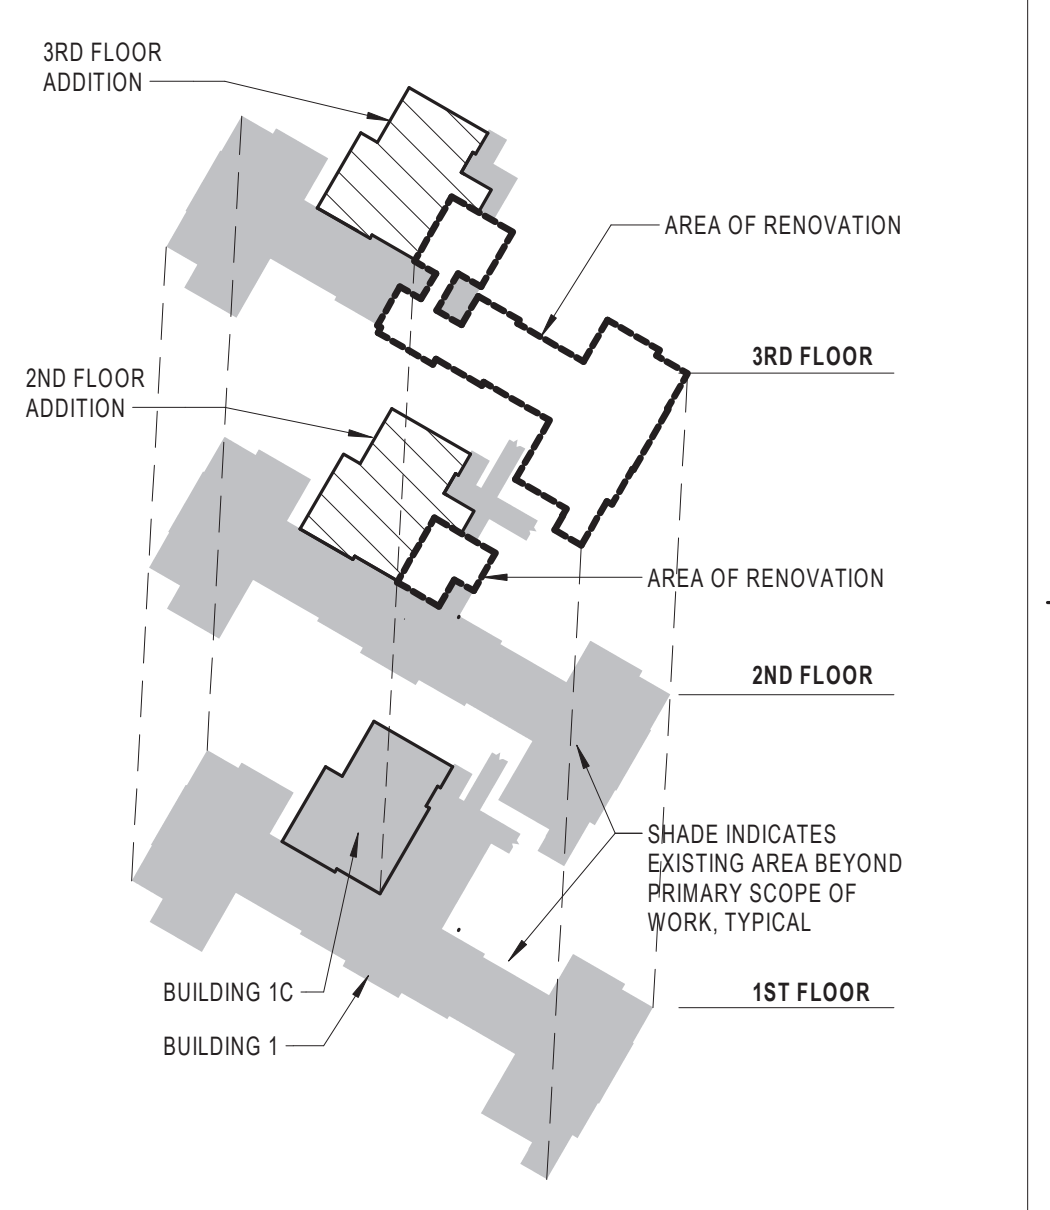 3RD FLOOR
ADDITION
AREA OF RENOVATION
3RD FLOOR
2ND FLOOR
ADDITION
AREA OF RENOVATION
2ND FLOOR
SHADE INDICATES
EXISTING AREA BEYOND
PRIMARY SCOPE OF
WORK, TYPICAL
BUILDING 1C
1ST FLOOR
BUILDING 1